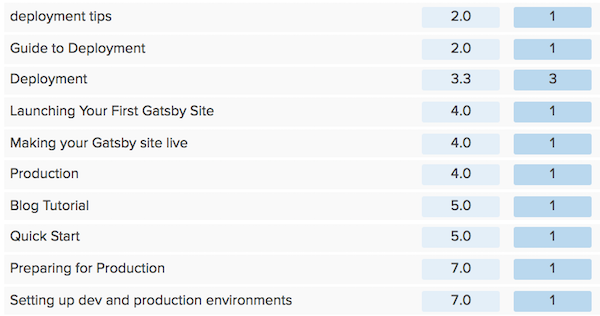 deployment tips 2.0 1
Guide to Deployment 2.0 1
Deployment 3.3 3
Launching Your First Gatsby Site 4.0 1
Making your Gatsby site live 4.0 1
Production 4.0 1
Blog Tutorial 5.0 1
Quick Start 5.0 1
Preparing for Production 7.0 1
Setting up dev and production environments 7.0 1